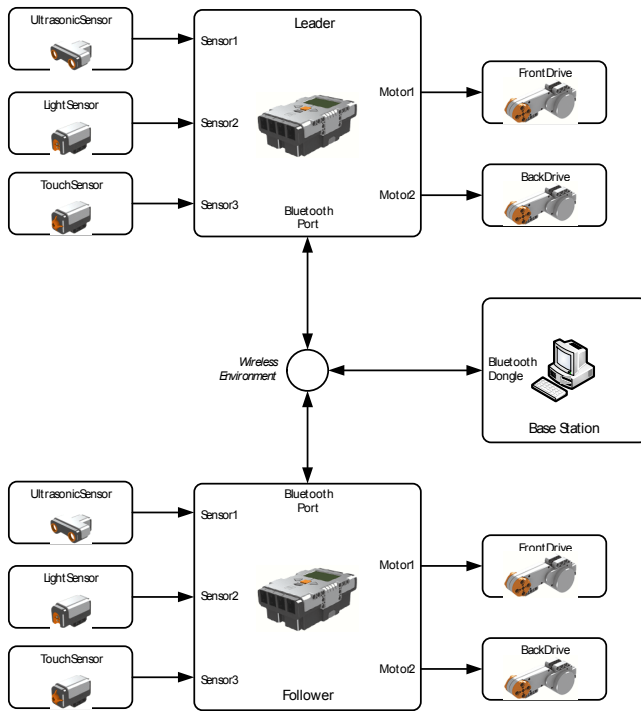 UltrasonicSensor
Leader
Sensor1
FrontDrive
Motor1
LightSensor
Sensor2
BackDrive
TouchSensor
Motor2
Sensor3
Bluetooth
Port
Wireless
Environment
Bluetooth
Dongle
Base Station
UltrasonicSensor
Bluetooth
Port
Sensor1
FrontDrive
Motor1
LightSensor
Sensor2
BackDrive
TouchSensor
Motor2
Sensor3
Follower